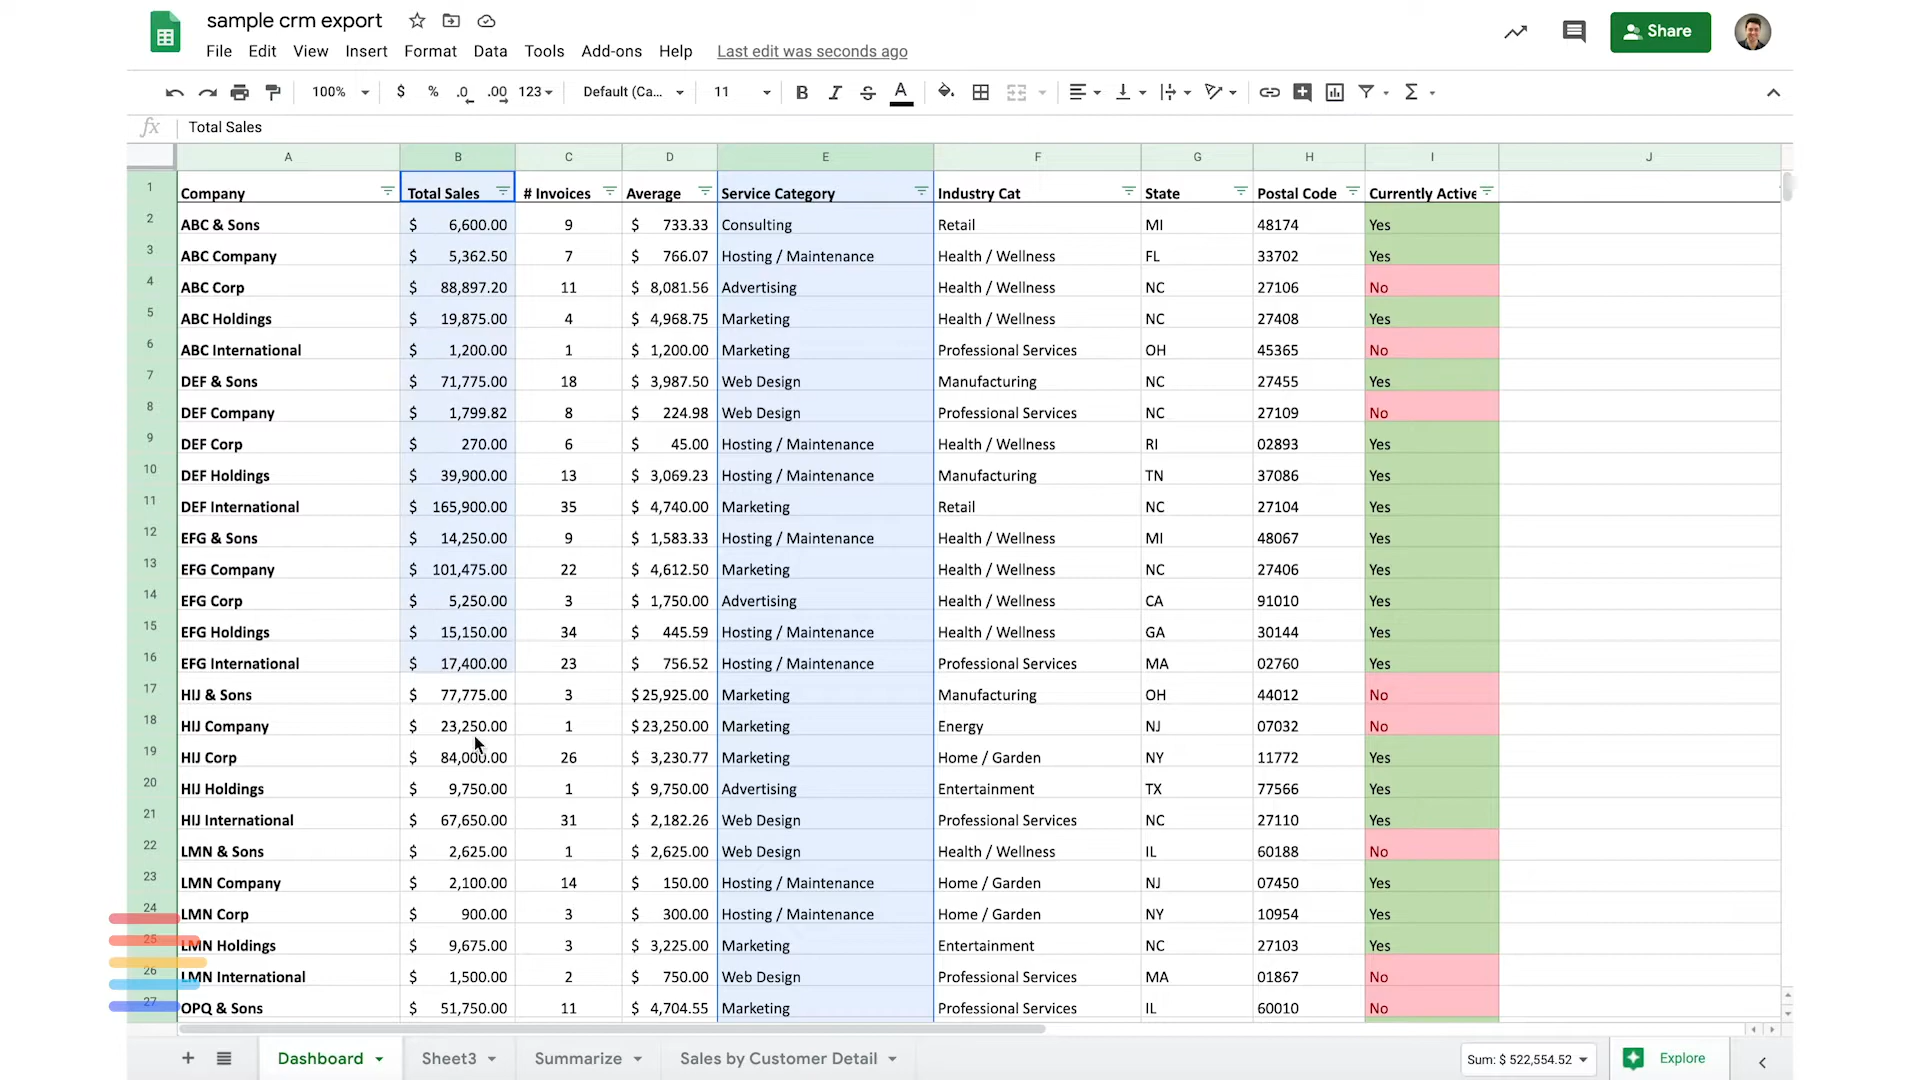 sample crm export
File Edit View Insert Format Data Tools Add-ons Help Last edit was seconds ago
Share
100% $ % .0 .00 123 Default (Ca... 11 B I S A Σ
fx Total Sales
A B C D E F G H I J
1 Company Total Sales # Invoices Average Service Category Industry Cat State Postal Code Currently Active
2 ABC & Sons $ 6,600.00 9 $ 733.33 Consulting Retail MI 48174 Yes
3 ABC Company $ 5,362.50 7 $ 766.07 Hosting / Maintenance Health / Wellness FL 33702 Yes
4 ABC Corp $ 88,897.20 11 $ 8,081.56 Advertising Health / Wellness NC 27106 No
5 ABC Holdings $ 19,875.00 4 $ 4,968.75 Marketing Health / Wellness NC 27408 Yes
6 ABC International $ 1,200.00 1 $ 1,200.00 Marketing Professional Services OH 45365 No
7 DEF & Sons $ 71,775.00 18 $ 3,987.50 Web Design Manufacturing NC 27455 Yes
8 DEF Company $ 1,799.82 8 $ 224.98 Web Design Professional Services NC 27109 No
9 DEF Corp $ 270.00 6 $ 45.00 Hosting / Maintenance Health / Wellness RI 02893 Yes
10 DEF Holdings $ 39,900.00 13 $ 3,069.23 Hosting / Maintenance Manufacturing TN 37086 Yes
11 DEF International $ 165,900.00 35 $ 4,740.00 Marketing Retail NC 27104 Yes
12 EFG & Sons $ 14,250.00 9 $ 1,583.33 Hosting / Maintenance Health / Wellness MI 48067 Yes
13 EFG Company $ 101,475.00 22 $ 4,612.50 Marketing Health / Wellness NC 27406 Yes
14 EFG Corp $ 5,250.00 3 $ 1,750.00 Advertising Health / Wellness CA 91010 Yes
15 EFG Holdings $ 15,150.00 34 $ 445.59 Hosting / Maintenance Health / Wellness GA 30144 Yes
16 EFG International $ 17,400.00 23 $ 756.52 Hosting / Maintenance Professional Services MA 02760 Yes
17 HIJ & Sons $ 77,775.00 3 $ 25,925.00 Marketing Manufacturing OH 44012 No
18 HIJ Company $ 23,250.00 1 $ 23,250.00 Marketing Energy NJ 07032 No
19 HIJ Corp $ 84,000.00 26 $ 3,230.77 Marketing Home / Garden NY 11772 Yes
20 HIJ Holdings $ 9,750.00 1 $ 9,750.00 Advertising Entertainment TX 77566 Yes
21 HIJ International $ 67,650.00 31 $ 2,182.26 Web Design Professional Services NC 27110 Yes
22 LMN & Sons $ 2,625.00 1 $ 2,625.00 Web Design Health / Wellness IL 60188 No
23 LMN Company $ 2,100.00 14 $ 150.00 Hosting / Maintenance Home / Garden NJ 07450 Yes
24 LMN Corp $ 900.00 3 $ 300.00 Hosting / Maintenance Home / Garden NY 10954 Yes
25 LMN Holdings $ 9,675.00 3 $ 3,225.00 Marketing Entertainment NC 27103 Yes
26 LMN International $ 1,500.00 2 $ 750.00 Web Design Professional Services MA 01867 No
27 OPQ & Sons $ 51,750.00 11 $ 4,704.55 Marketing Professional Services IL 60010 No
Dashboard Sheet3 Summarize Sales by Customer Detail Sum: $ 522,554.52 Explore